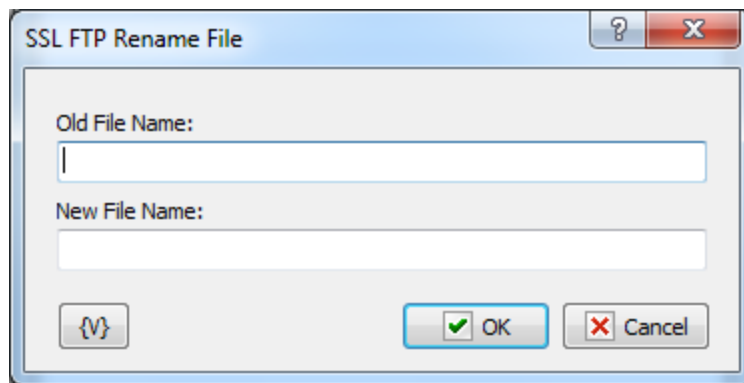 SSL FTP Rename File
?
Old File Name:
New File Name:
{V}
OK
Cancel